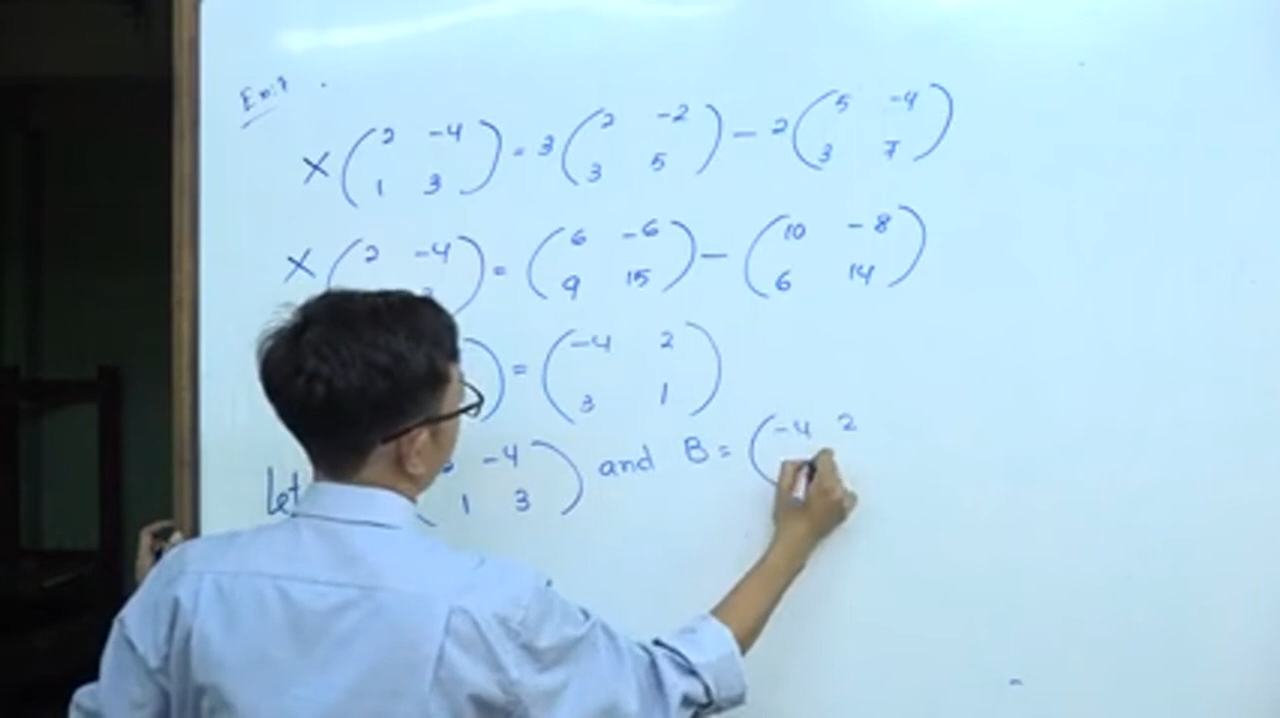 X ( 2 -4 ; 1 3 ) = 3 ( 2 -2 ; 3 5 ) - 2 ( 5 -4 ; 3 7 )
X ( 2 -4 ) = ( 6 -6 ; 9 15 ) - ( 10 -8 ; 6 14 )
) = ( -4 2 ; 3 1 )
Let -4 ; 1 3 ) and B = ( -4 2